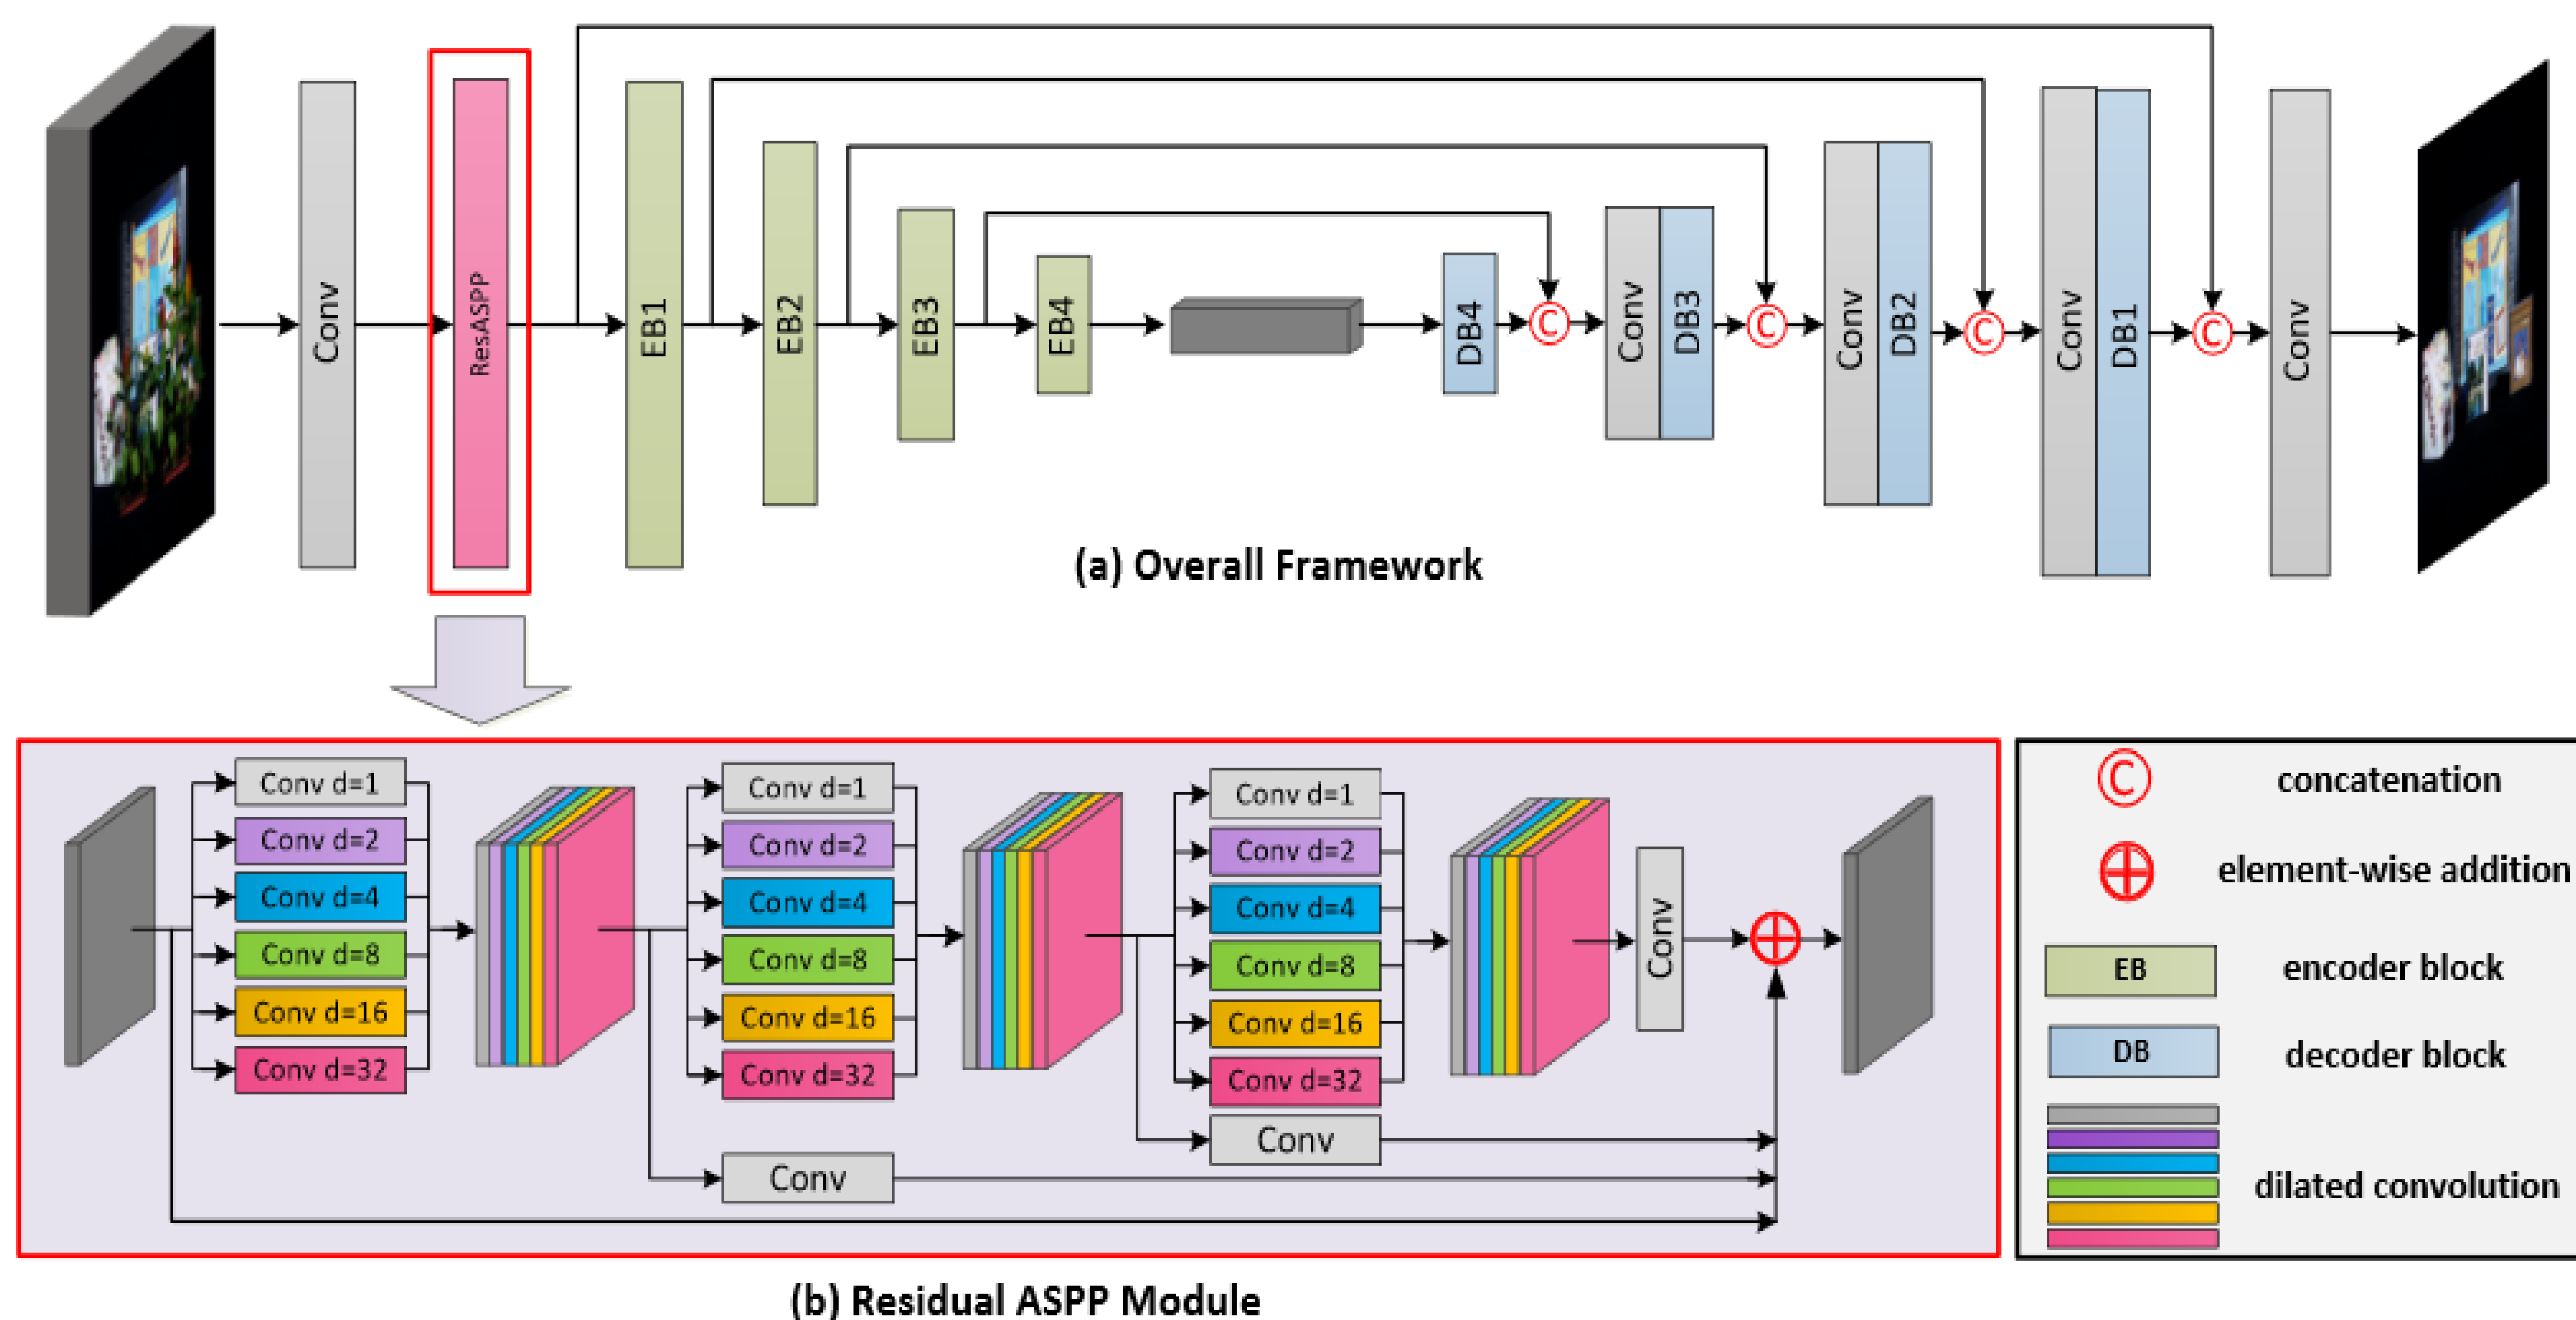 Conv
ResASPP
EB1
EB2
EB3
EB4
DB4
C
Conv
DB3
C
Conv
DB2
C
Conv
DB1
C
Conv
(a) Overall Framework
Conv d=1
Conv d=2
Conv d=4
Conv d=8
Conv d=16
Conv d=32
Conv d=1
Conv d=2
Conv d=4
Conv d=8
Conv d=16
Conv d=32
Conv
Conv d=1
Conv d=2
Conv d=4
Conv d=8
Conv d=16
Conv d=32
Conv
Conv
C concatenation
element-wise addition
EB encoder block
DB decoder block
dilated convolution
(b) Residual ASPP Module